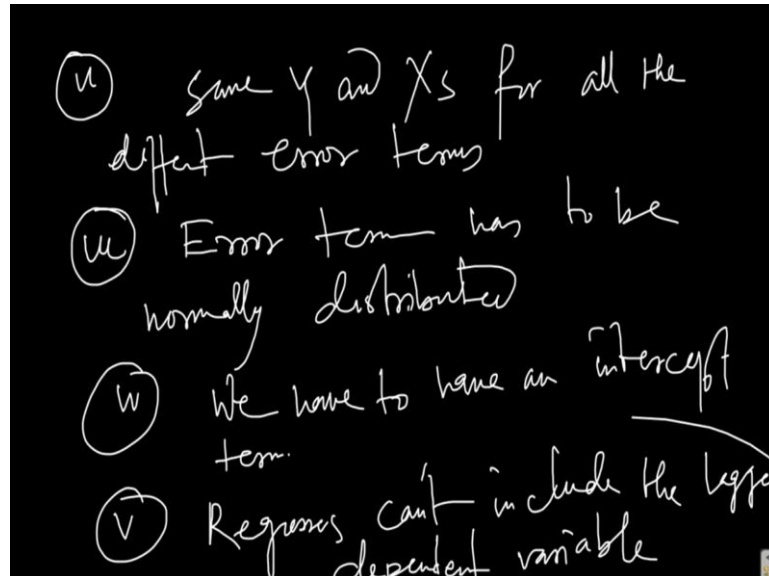 ii Same Y and Xs for all the
different error terms
iii Error term has to be
normally distributed
iv We have to have an intercept
term.
v Regressors can't include the lagge
dependent variable